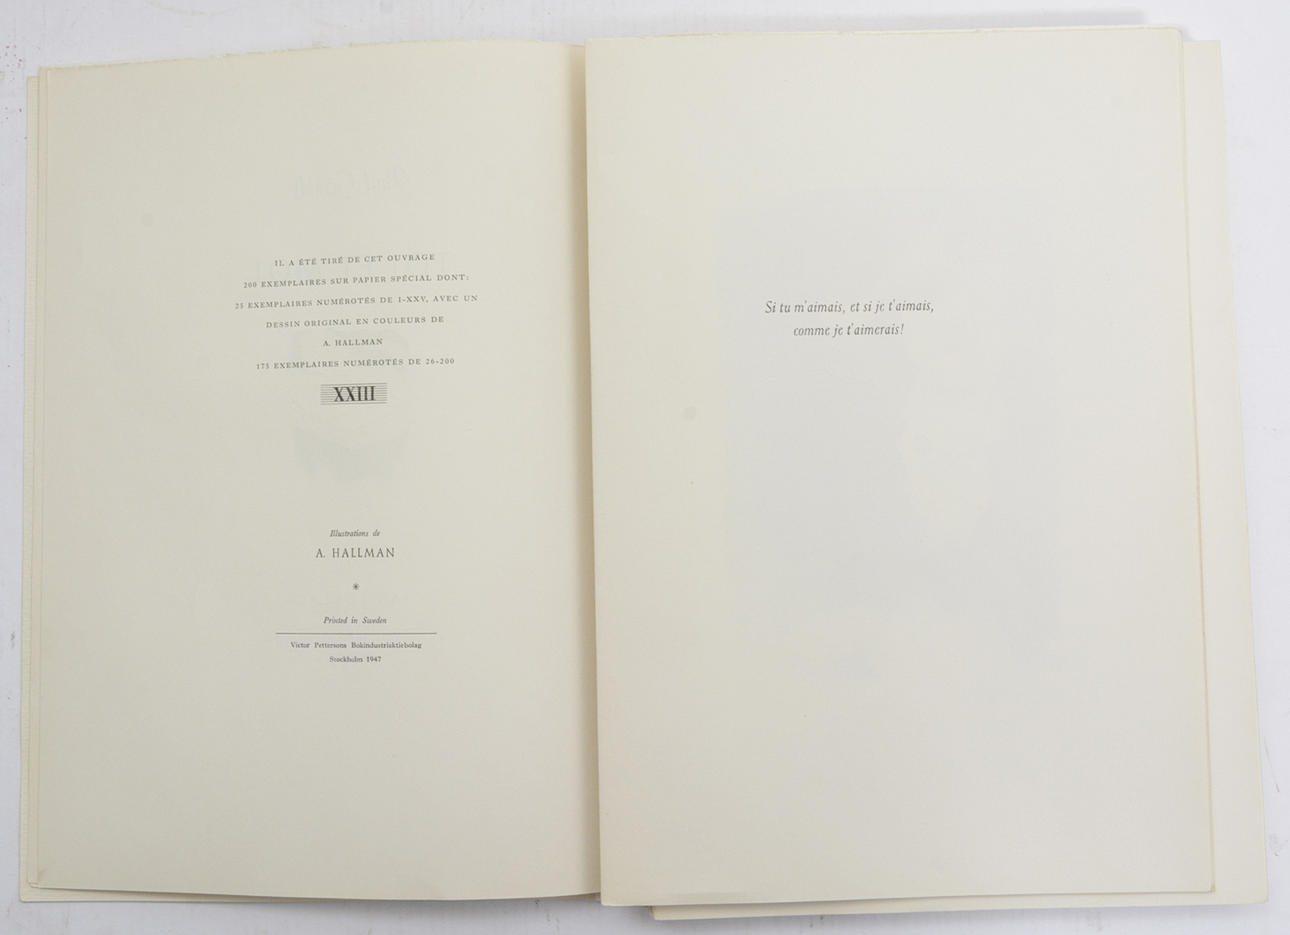 IL A ÉTÉ TIRÉ DE CET OUVRAGE
200 EXEMPLAIRES SUR PAPIER SPÉCIAL DONT:
25 EXEMPLAIRES NUMÉROTÉS DE I-XXV, AVEC UN
DESSIN ORIGINAL EN COULEURS DE
A. HALLMAN
175 EXEMPLAIRES NUMÉROTÉS DE 26-200
XXIII
Illustrations de
A. HALLMAN
*
Printed in Sweden
Victor Pettersons Bokindustriaktiebolag
Stockholm 1947
Si tu m'aimais, et si je t'aimais,
comme je t'aimerais!